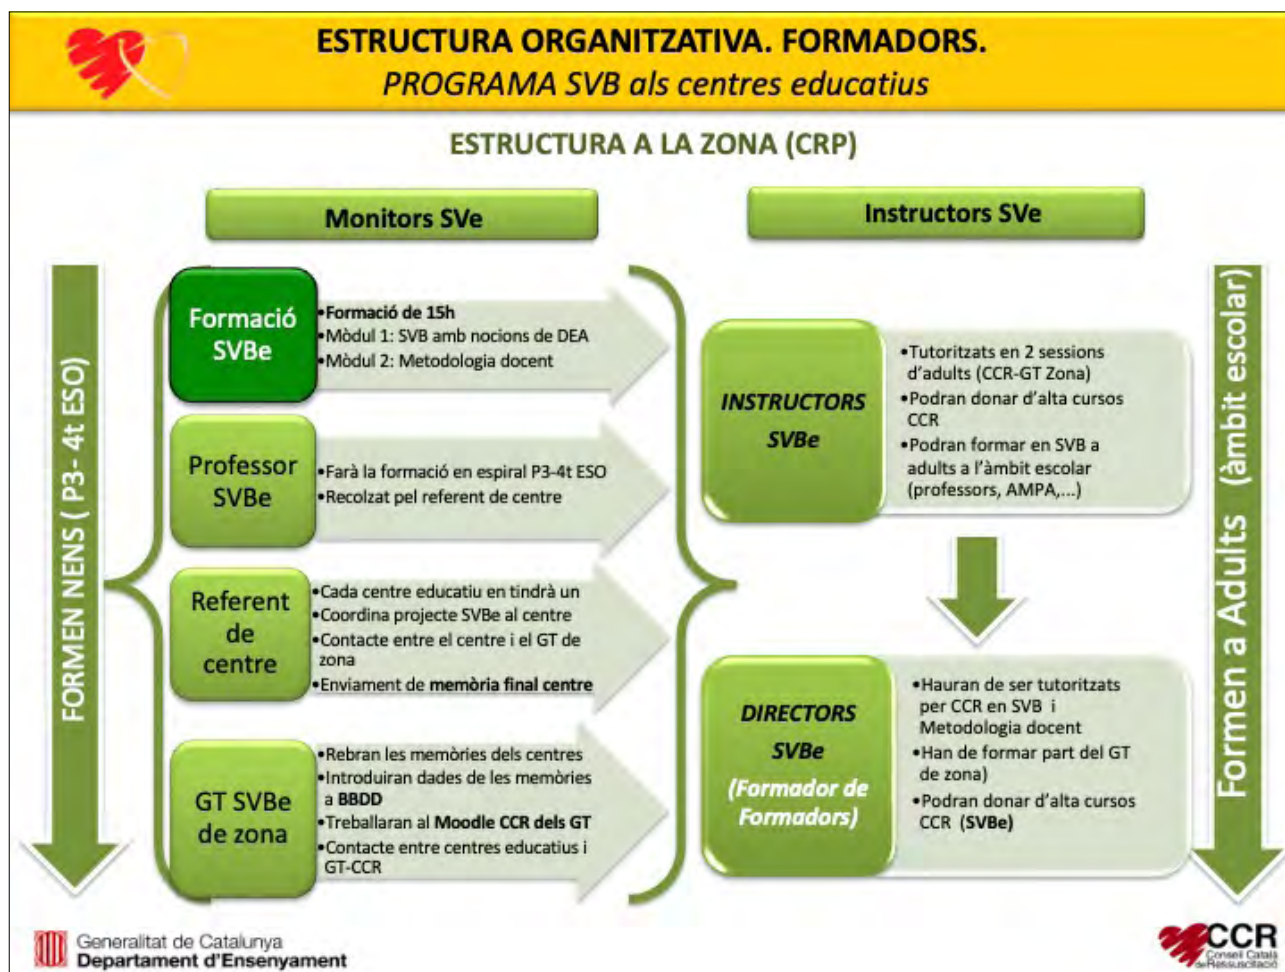 ESTRUCTURA ORGANITZATIVA. FORMADORS.
PROGRAMA SVB als centres educatius
ESTRUCTURA A LA ZONA (CRP)
Monitors SVe
Instructors SVe
FORMEN NENS ( P3- 4t ESO)
Formació
SVBe
•Formació de 15h
•Mòdul 1: SVB amb nocions de DEA
•Mòdul 2: Metodologia docent
Professor
SVBe
•Farà la formació en espiral P3-4t ESO
•Recolzat pel referent de centre
Referent
de
centre
•Cada centre educatiu en tindrà un
•Coordina projecte SVBe al centre
•Contacte entre el centre i el GT de
zona
•Enviament de memòria final centre
GT SVBe
de zona
•Rebran les memòries dels centres
•Introduiran dades de les memòries
a BBDD
•Treballaran al Moodle CCR dels GT
•Contacte entre centres educatius i
GT-CCR
INSTRUCTORS
SVBe
•Tutoritzats en 2 sessions
d'adults (CCR-GT Zona)
•Podran donar d'alta cursos
CCR
•Podran formar en SVB a
adults a l'àmbit escolar
(professors, AMPA,...)
DIRECTORS
SVBe
(Formador de
Formadors)
•Hauran de ser tutoritzats
per CCR en SVB i
Metodologia docent
•Han de formar part del GT
de zona)
•Podran donar d'alta cursos
CCR (SVBe)
Formen a Adults (àmbit escolar)
Generalitat de Catalunya
Departament d'Ensenyament
CCR
Consell Català
de Ressuscitació